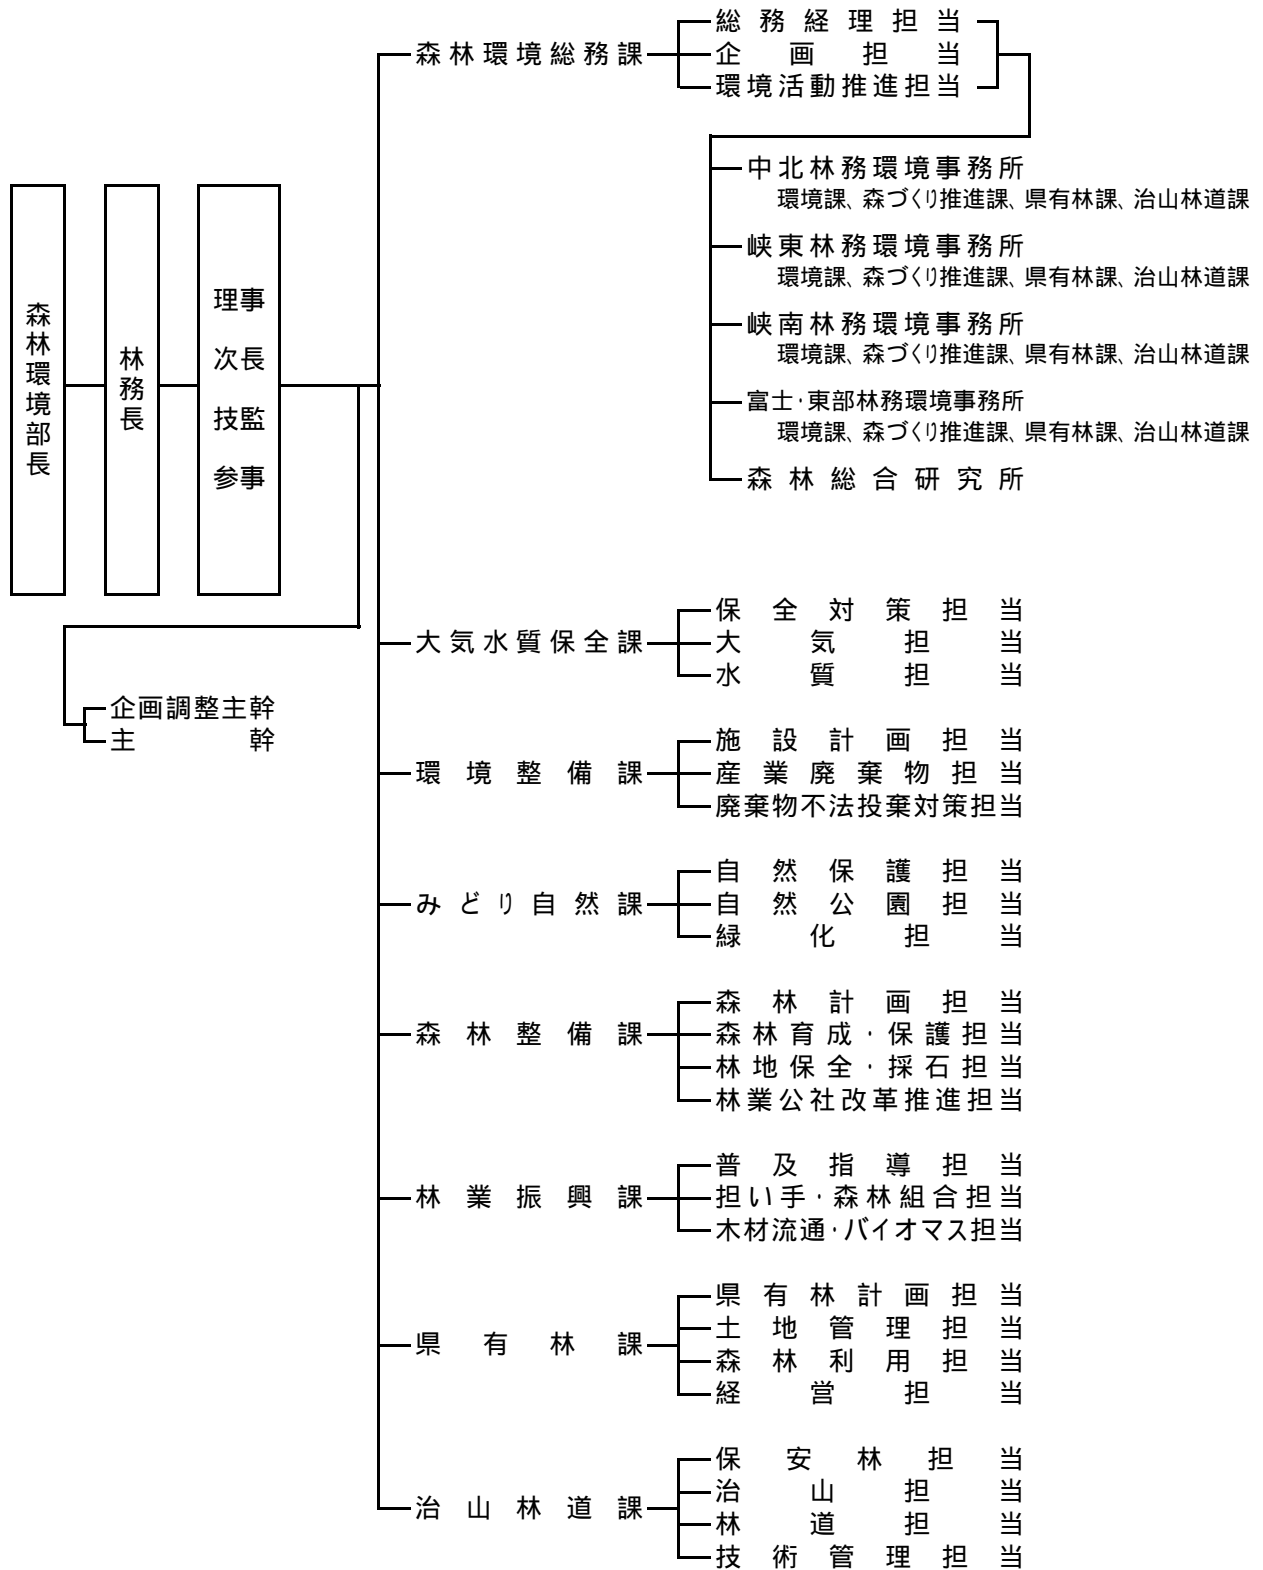 森林環境部長
林務長
理事
次長
技監
参事
企画調整主幹
主幹
森林環境総務課
総務経理担当
企画担当
環境活動推進担当
中北林務環境事務所
環境課、森づくり推進課、県有林課、治山林道課
峡東林務環境事務所
環境課、森づくり推進課、県有林課、治山林道課
峡南林務環境事務所
環境課、森づくり推進課、県有林課、治山林道課
富士・東部林務環境事務所
環境課、森づくり推進課、県有林課、治山林道課
森林総合研究所
大気水質保全課
保全対策担当
大気担当
水質担当
環境整備課
施設計画担当
産業廃棄物担当
廃棄物不法投棄対策担当
みどり自然課
自然保護担当
自然公園担当
緑化担当
森林整備課
森林計画担当
森林育成・保護担当
林地保全・採石担当
林業公社改革推進担当
林業振興課
普及指導担当
担い手・森林組合担当
木材流通・バイオマス担当
県有林課
県有林計画担当
土地管理担当
森林利用担当
経営担当
治山林道課
保安林担当
治山担当
林道担当
技術管理担当